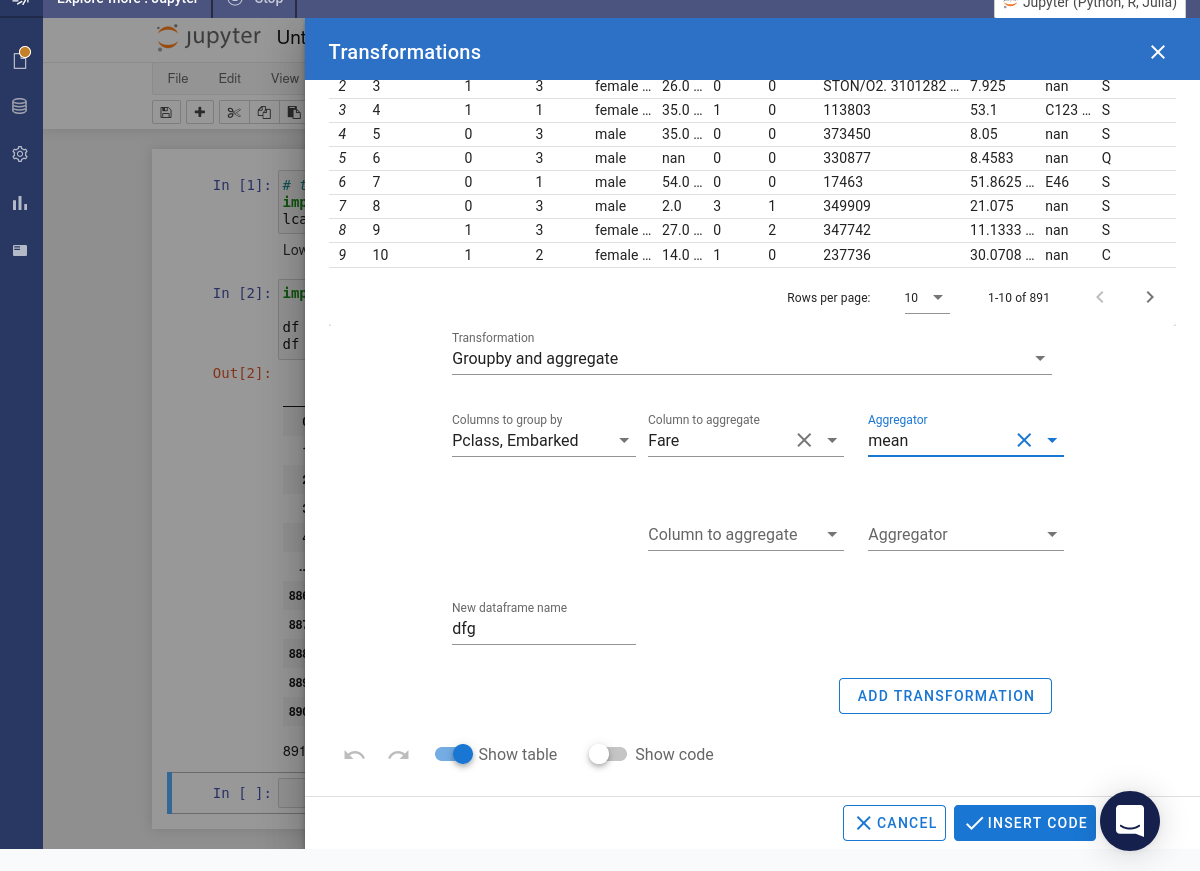 Explore more : Jupyter Stop Jupyter (Python, R, Julia)
jupyter Unt
File Edit View
Transformations
2 3 1 3 female … 26.0 … 0 0 STON/O2. 3101282 … 7.925 nan S
3 4 1 1 female … 35.0 … 1 0 113803 53.1 C123 … S
4 5 0 3 male 35.0 … 0 0 373450 8.05 nan S
5 6 0 3 male nan 0 0 330877 8.4583 nan Q
6 7 0 1 male 54.0 … 0 0 17463 51.8625 … E46 S
7 8 0 3 male 2.0 3 1 349909 21.075 nan S
8 9 1 3 female … 27.0 … 0 2 347742 11.1333 … nan S
9 10 1 2 female … 14.0 … 1 0 237736 30.0708 … nan C
Rows per page: 10 1-10 of 891
In [1]: # t
imp
lca
Low
In [2]: imp
df
df
Out[2]:
886
887
888
889
890
891
In [ ]:
Transformation
Groupby and aggregate
Columns to group by Column to aggregate Aggregator
Pclass, Embarked Fare mean
Column to aggregate Aggregator
New dataframe name
dfg
ADD TRANSFORMATION
Show table Show code
CANCEL INSERT CODE